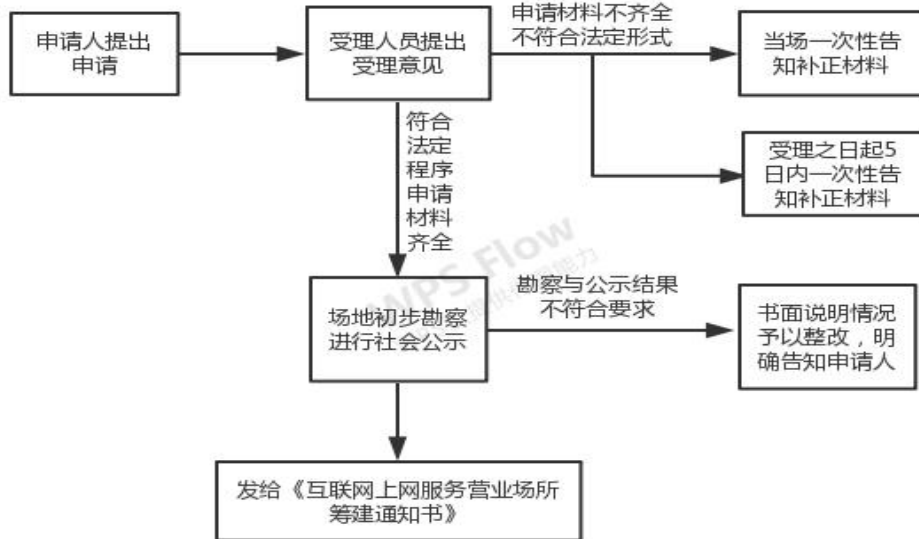 申请人提出
申请
受理人员提出
受理意见
申请材料不齐全
不符合法定形式
当场一次性告
知补正材料
受理之日起5
日内一次性告
知补正材料
符合
法定
程序
申请
材料
齐全
WPS Flow
场地初步勘察
进行社会公示
勘察与公示结果
不符合要求
书面说明情况
予以整改，明
确告知申请人
发给《互联网上网服务营业场所
筹建通知书》